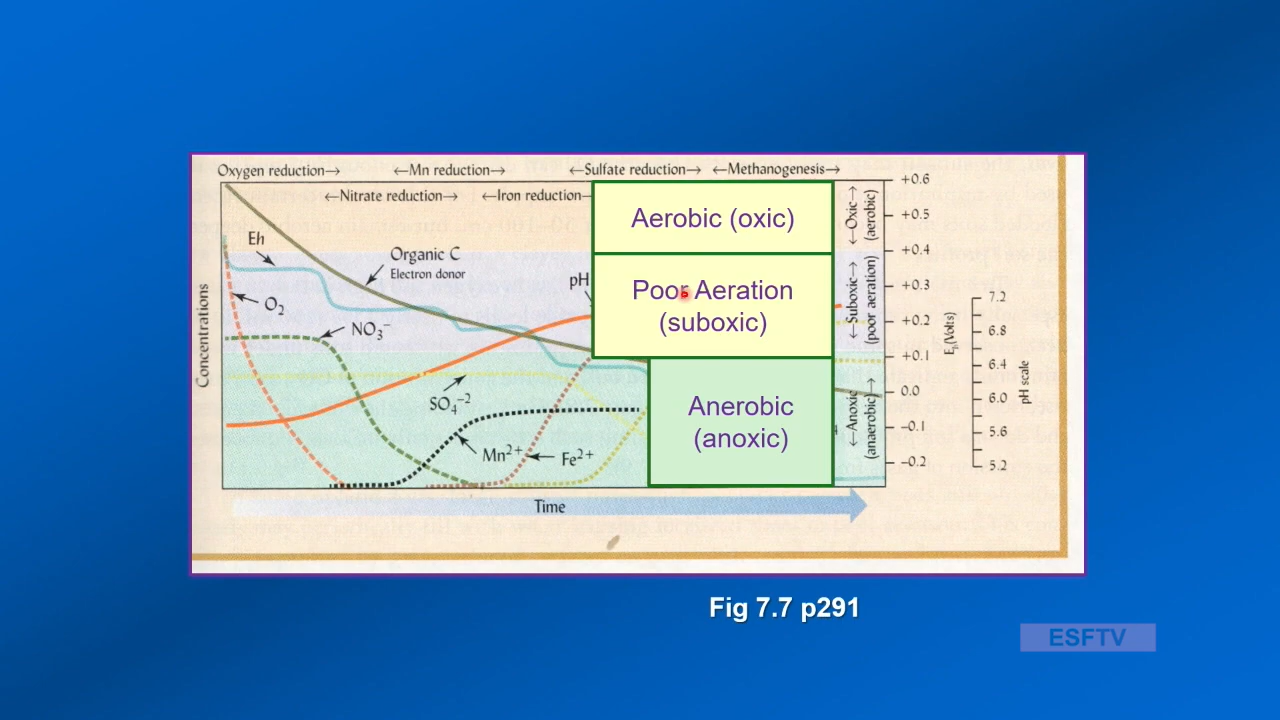 Oxygen reduction→
←Mn reduction→
←Sulfate reduction→
←Methanogenesis→
←Nitrate reduction→
←Iron reduction–
Aerobic (oxic)
Poor Aeration
(suboxic)
Anerobic
(anoxic)
Eh
Organic C
Electron donor
pH
O₂
NO₃⁻
SO₄⁻²
Mn²⁺
Fe²⁺
Concentrations
Time
←Oxic→
(aerobic)
←Suboxic→
(poor aeration)
←Anoxic→
(anaerobic)
+0.6
+0.5
+0.4
+0.3
+0.2
+0.1
0.0
–0.1
–0.2
Eh(Volts)
7.2
6.8
6.4
6.0
5.6
5.2
pH scale
Fig 7.7 p291
ESFTV